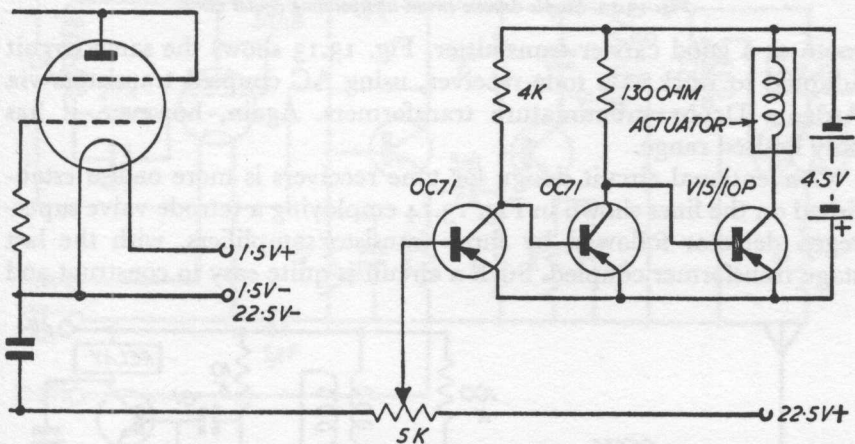 4K
130 OHM
ACTUATOR
4·5V
+
OC71
OC71
V15/10P
1·5V+
1·5V-
22·5V-
22·5V+
5K